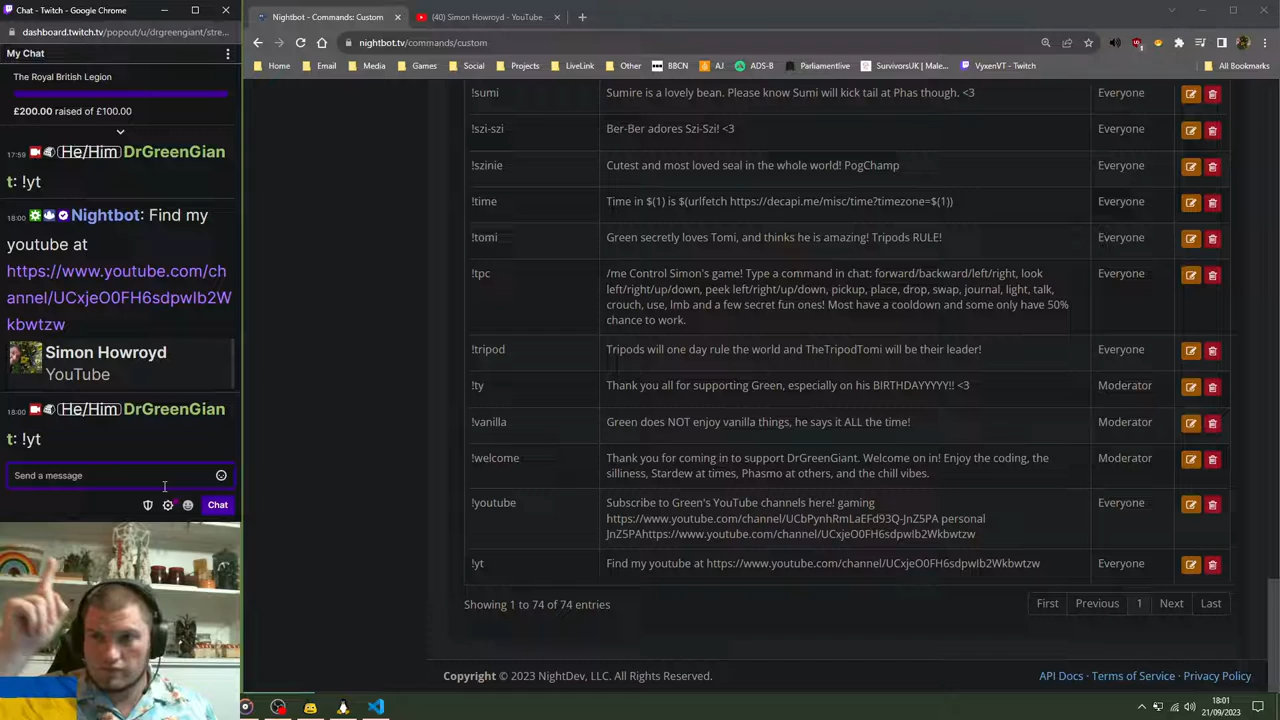 Chat - Twitch - Google Chrome
dashboard.twitch.tv/popout/u/drgreengiant/stre...
My Chat
The Royal British Legion
£200.00 raised of £100.00
17:59 He/Him DrGreenGian
t: !yt
18:00 Nightbot: Find my
youtube at
https://www.youtube.com/ch
annel/UCxjeO0FH6sdpwIb2W
kbwtzw
Simon Howroyd
YouTube
18:00 He/Him DrGreenGian
t: !yt
Send a message
Chat
Nightbot - Commands: Custom
(40) Simon Howroyd - YouTube
nightbot.tv/commands/custom
Home Email Media Games Social Projects LiveLink Other BBCN AJ ADS-B Parliamentlive SurvivorsUK | Male... VyxenVT - Twitch All Bookmarks
!sumi Sumire is a lovely bean. Please know Sumi will kick tail at Phas though. <3 Everyone
!szi-szi Ber-Ber adores Szi-Szi! <3 Everyone
!szinie Cutest and most loved seal in the whole world! PogChamp Everyone
!time Time in $(1) is $(urlfetch https://decapi.me/misc/time?timezone=$(1)) Everyone
!tomi Green secretly loves Tomi, and thinks he is amazing! Tripods RULE! Everyone
!tpc /me Control Simon's game! Type a command in chat: forward/backward/left/right, look Everyone
left/right/up/down, peek left/right/up/down, pickup, place, drop, swap, journal, light, talk,
crouch, use, lmb and a few secret fun ones! Most have a cooldown and some only have 50%
chance to work.
!tripod Tripods will one day rule the world and TheTripodTomi will be their leader! Everyone
!ty Thank you all for supporting Green, especially on his BIRTHDAYYYYY!! <3 Moderator
!vanilla Green does NOT enjoy vanilla things, he says it ALL the time! Moderator
!welcome Thank you for coming in to support DrGreenGiant. Welcome on in! Enjoy the coding, the Moderator
silliness, Stardew at times, Phasmo at others, and the chill vibes.
!youtube Subscribe to Green's YouTube channels here! gaming Everyone
https://www.youtube.com/channel/UCbPynhRmLaEFd93Q-JnZ5PA personal
JnZ5PAhttps://www.youtube.com/channel/UCxjeO0FH6sdpwIb2Wkbwtzw
!yt Find my youtube at https://www.youtube.com/channel/UCxjeO0FH6sdpwIb2Wkbwtzw Everyone
Showing 1 to 74 of 74 entries
First Previous 1 Next Last
Copyright © 2023 NightDev, LLC. All Rights Reserved.
API Docs · Terms of Service · Privacy Policy
18:01
21/09/2023